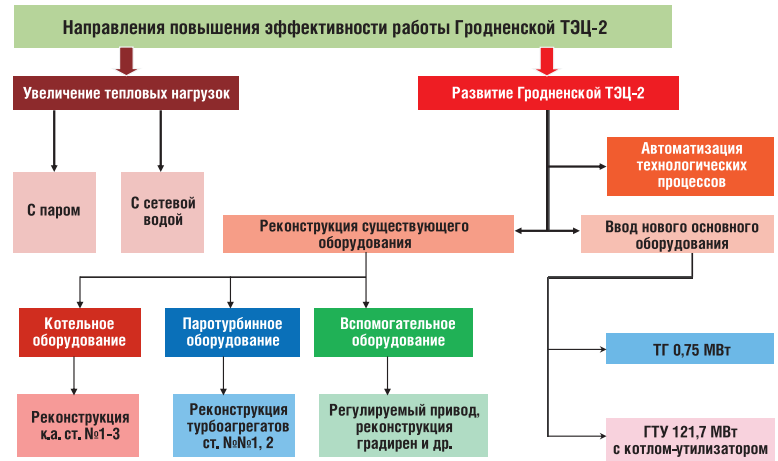 Направления повышения эффективности работы Гродненской ТЭЦ-2
Увеличение тепловых нагрузок
Развитие Гродненской ТЭЦ-2
Автоматизация
технологических
процессов
С паром
С сетевой
водой
Реконструкция существующего
оборудования
Ввод нового основного
оборудования
Котельное
оборудование
Паротурбинное
оборудование
Вспомогательное
оборудование
ТГ 0,75 МВт
Реконструкция
к.а. ст. №1-3
Реконструкция
турбоагрегатов
ст. №№1, 2
Регулируемый привод,
реконструкция
градирен и др.
ГТУ 121,7 МВт
с котлом-утилизатором